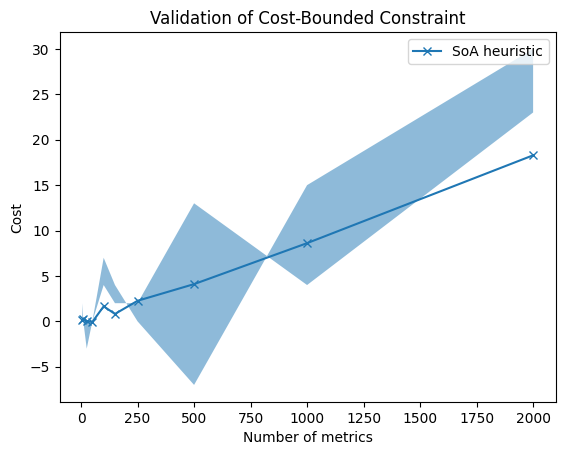 Validation of Cost-Bounded Constraint
SoA heuristic
Cost
30
25
20
15
10
5
0
−5
0 250 500 750 1000 1250 1500 1750 2000
Number of metrics